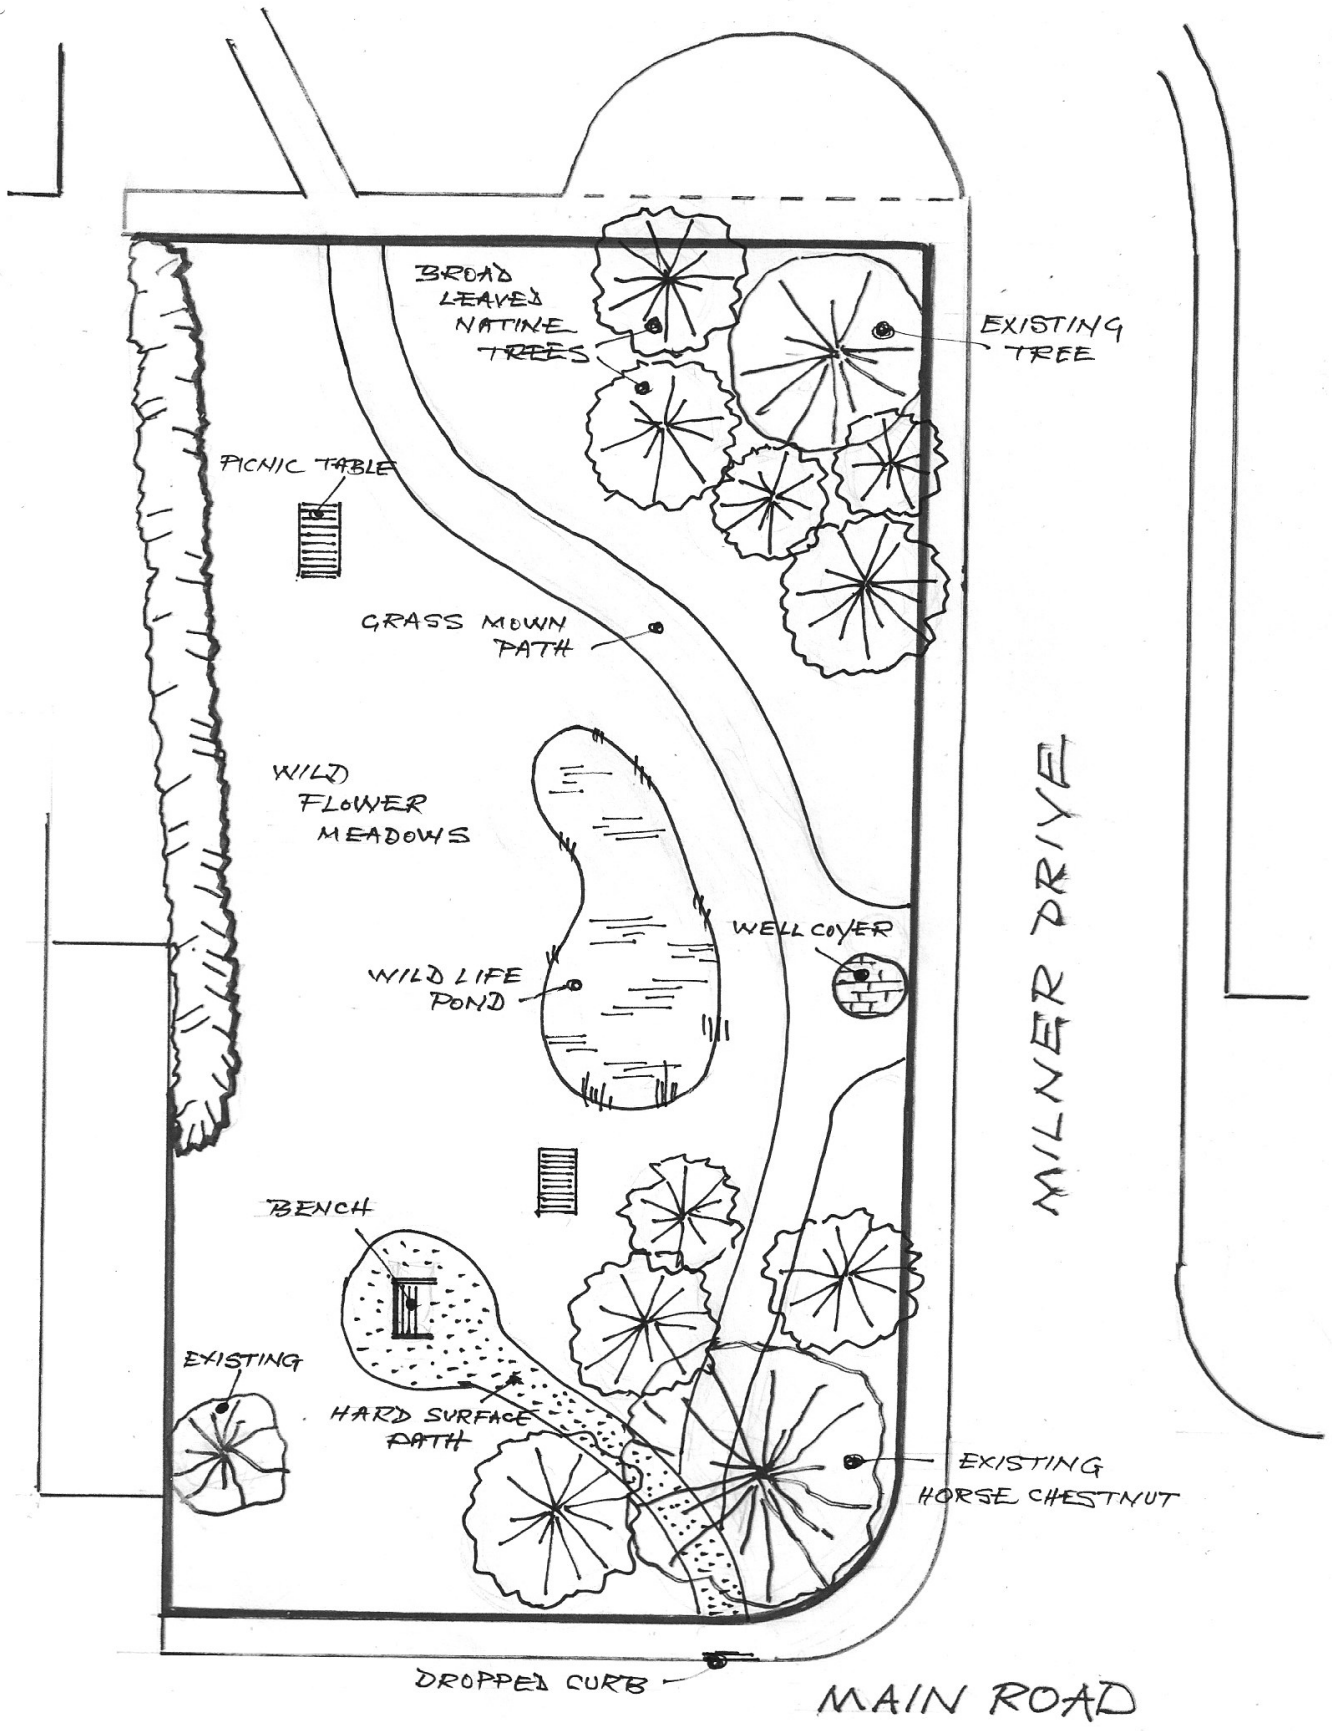 BROAD
LEAVED
NATINE
TREES
EXISTING
TREE
PICNIC TABLE
GRASS MOWN
PATH
WILD
FLOWER
MEADOWS
WELL COVER
WILD LIFE
POND
MILNER DRIVE
BENCH
EXISTING
HARD SURFACE
PATH
EXISTING
HORSE CHESTNUT
DROPPED CURB
MAIN ROAD